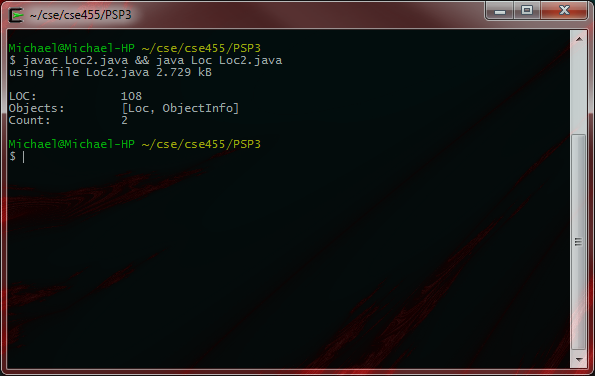 ~/cse/cse455/PSP3
Michael@Michael-HP ~/cse/cse455/PSP3
$ javac Loc2.java && java Loc Loc2.java
using file Loc2.java 2.729 kB
LOC: 108
Objects: [Loc, ObjectInfo]
Count: 2
Michael@Michael-HP ~/cse/cse455/PSP3
$